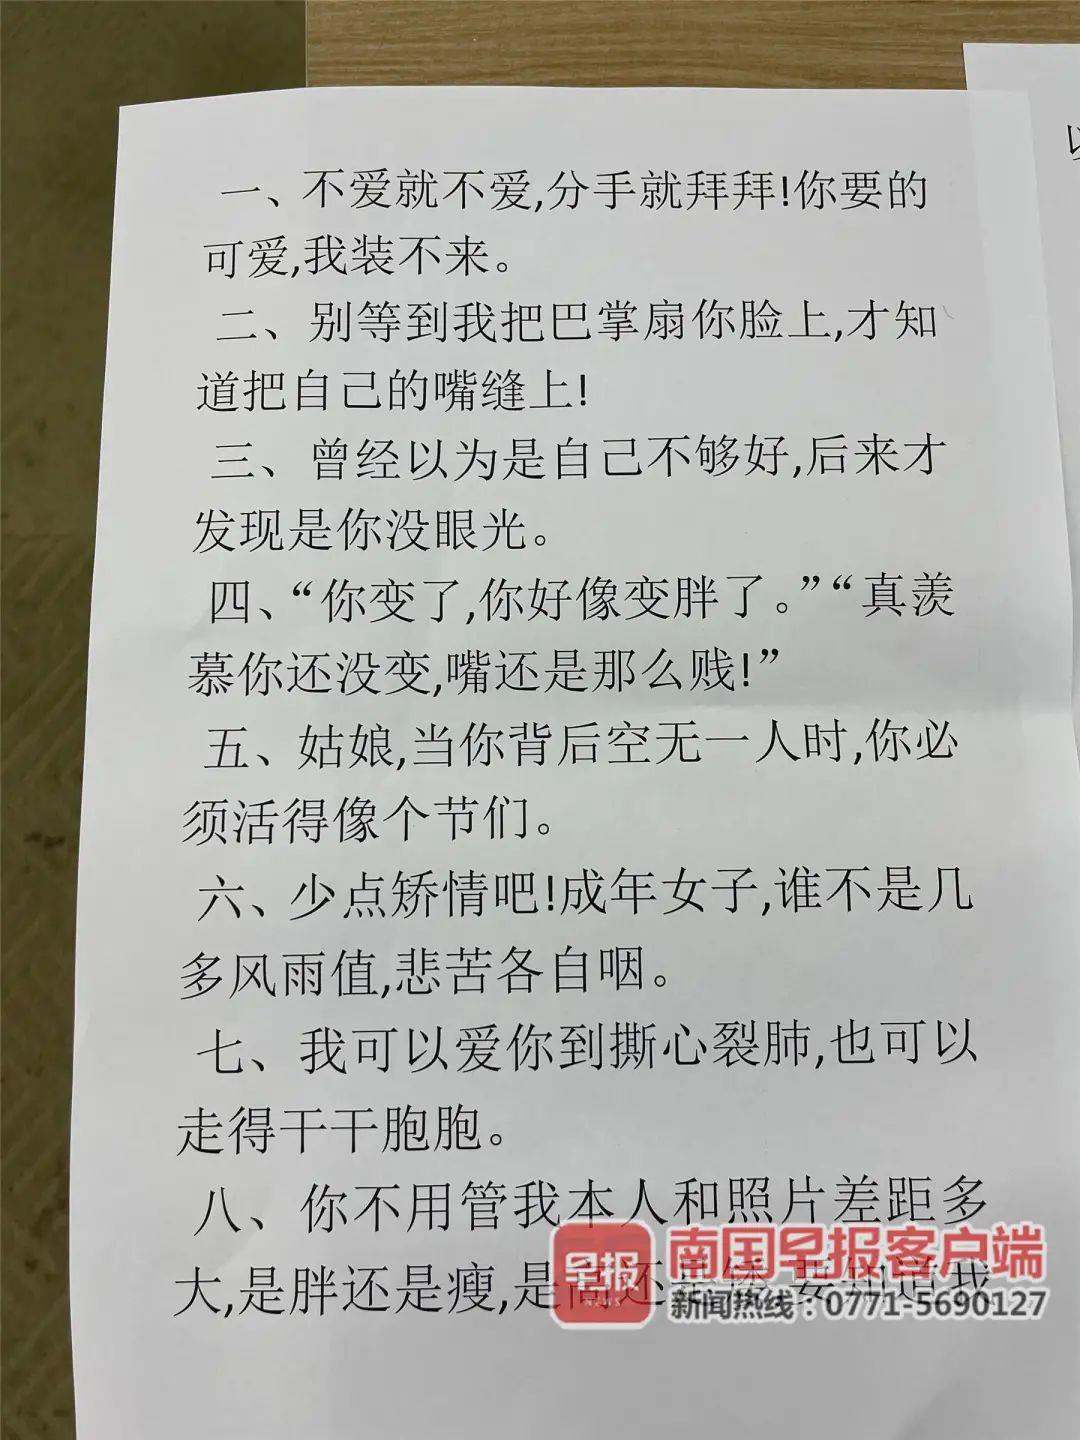 一、不爱就不爱,分手就拜拜!你要的
可爱,我装不来。
二、别等到我把巴掌扇你脸上,才知
道把自己的嘴缝上!
三、曾经以为是自己不够好,后来才
发现是你没眼光。
四、“你变了,你好像变胖了。”“真羡
慕你还没变,嘴还是那么贱!”
五、姑娘,当你背后空无一人时,你必
须活得像个节们。
六、少点矫情吧!成年女子,谁不是几
多风雨值,悲苦各自咽。
七、我可以爱你到撕心裂肺,也可以
走得干干胞胞。
八、你不用管我本人和照片差距多
大,是胖还是瘦,是高还是矮,要知道我
早报
NEWS
南国早报客户端
新闻热线：0771-5690127